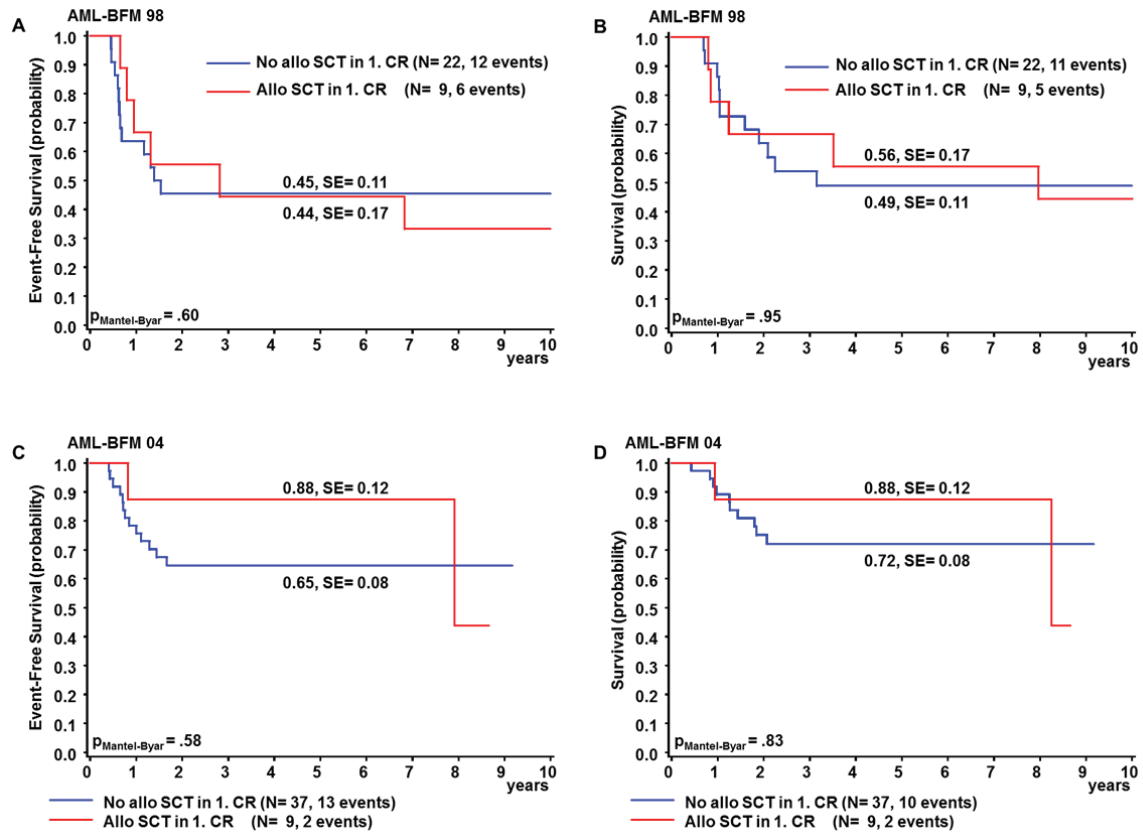 A
AML-BFM 98
Event-Free Survival (probability)
1.0
0.9
0.8
0.7
0.6
0.5
0.4
0.3
0.2
0.1
0.0
No allo SCT in 1. CR (N= 22, 12 events)
Allo SCT in 1. CR (N= 9, 6 events)
0.45, SE= 0.11
0.44, SE= 0.17
pMantel-Byar = .60
0 1 2 3 4 5 6 7 8 9 10
years
B
AML-BFM 98
Survival (probability)
1.0
0.9
0.8
0.7
0.6
0.5
0.4
0.3
0.2
0.1
0.0
No allo SCT in 1. CR (N= 22, 11 events)
Allo SCT in 1. CR (N= 9, 5 events)
0.56, SE= 0.17
0.49, SE= 0.11
pMantel-Byar = .95
0 1 2 3 4 5 6 7 8 9 10
years
C
AML-BFM 04
Event-Free Survival (probability)
1.0
0.9
0.8
0.7
0.6
0.5
0.4
0.3
0.2
0.1
0.0
0.88, SE= 0.12
0.65, SE= 0.08
pMantel-Byar = .58
0 1 2 3 4 5 6 7 8 9 10
years
No allo SCT in 1. CR (N= 37, 13 events)
Allo SCT in 1. CR (N= 9, 2 events)
D
AML-BFM 04
Survival (probability)
1.0
0.9
0.8
0.7
0.6
0.5
0.4
0.3
0.2
0.1
0.0
0.88, SE= 0.12
0.72, SE= 0.08
pMantel-Byar = .83
0 1 2 3 4 5 6 7 8 9 10
years
No allo SCT in 1. CR (N= 37, 10 events)
Allo SCT in 1. CR (N= 9, 2 events)